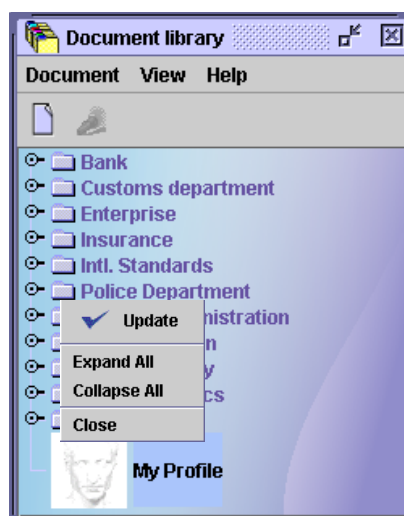 Document library
Document View Help
Bank
Customs department
Enterprise
Insurance
Intl. Standards
Police Department
Update
nistration
n
Expand All
y
Collapse All
cs
Close
My Profile